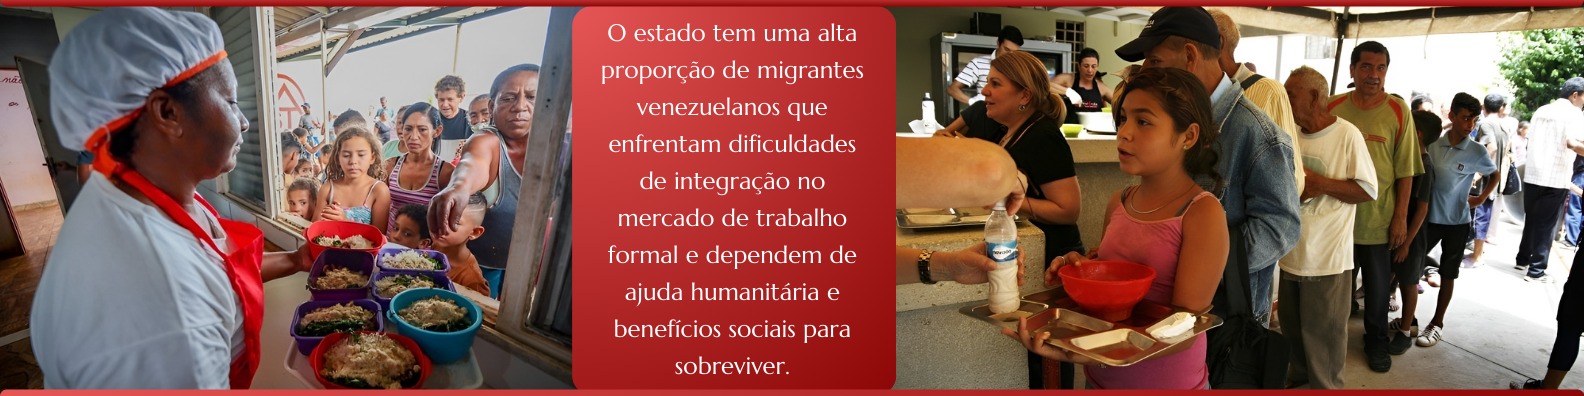 não
O estado tem uma alta
proporção de migrantes
venezuelanos que
enfrentam dificuldades
de integração no
mercado de trabalho
formal e dependem de
ajuda humanitária e
benefícios sociais para
sobreviver.